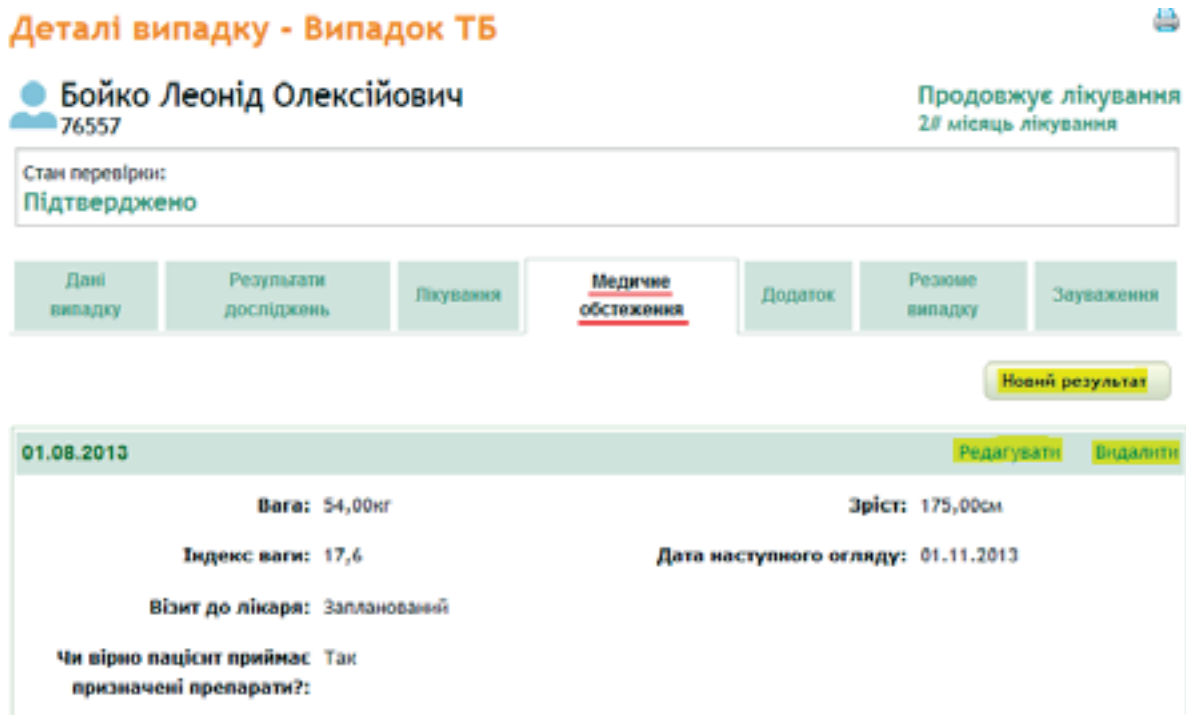 Деталі випадку - Випадок ТБ
Бойко Леонід Олексійович
76557
Продовжує лікування
2# місяць лікування
Стан перевірки:
Підтверджено
Дані випадку
Результати досліджень
Лікування
Медичне обстеження
Додаток
Резюме випадку
Зауваження
Новий результат
01.08.2013 Редагувати Видалити
Вага: 54,00кг Зріст: 175,00см
Індекс ваги: 17,6 Дата наступного огляду: 01.11.2013
Візит до лікаря: Запланований
Чи вірно пацієнт приймає Так
призначені препарати?: